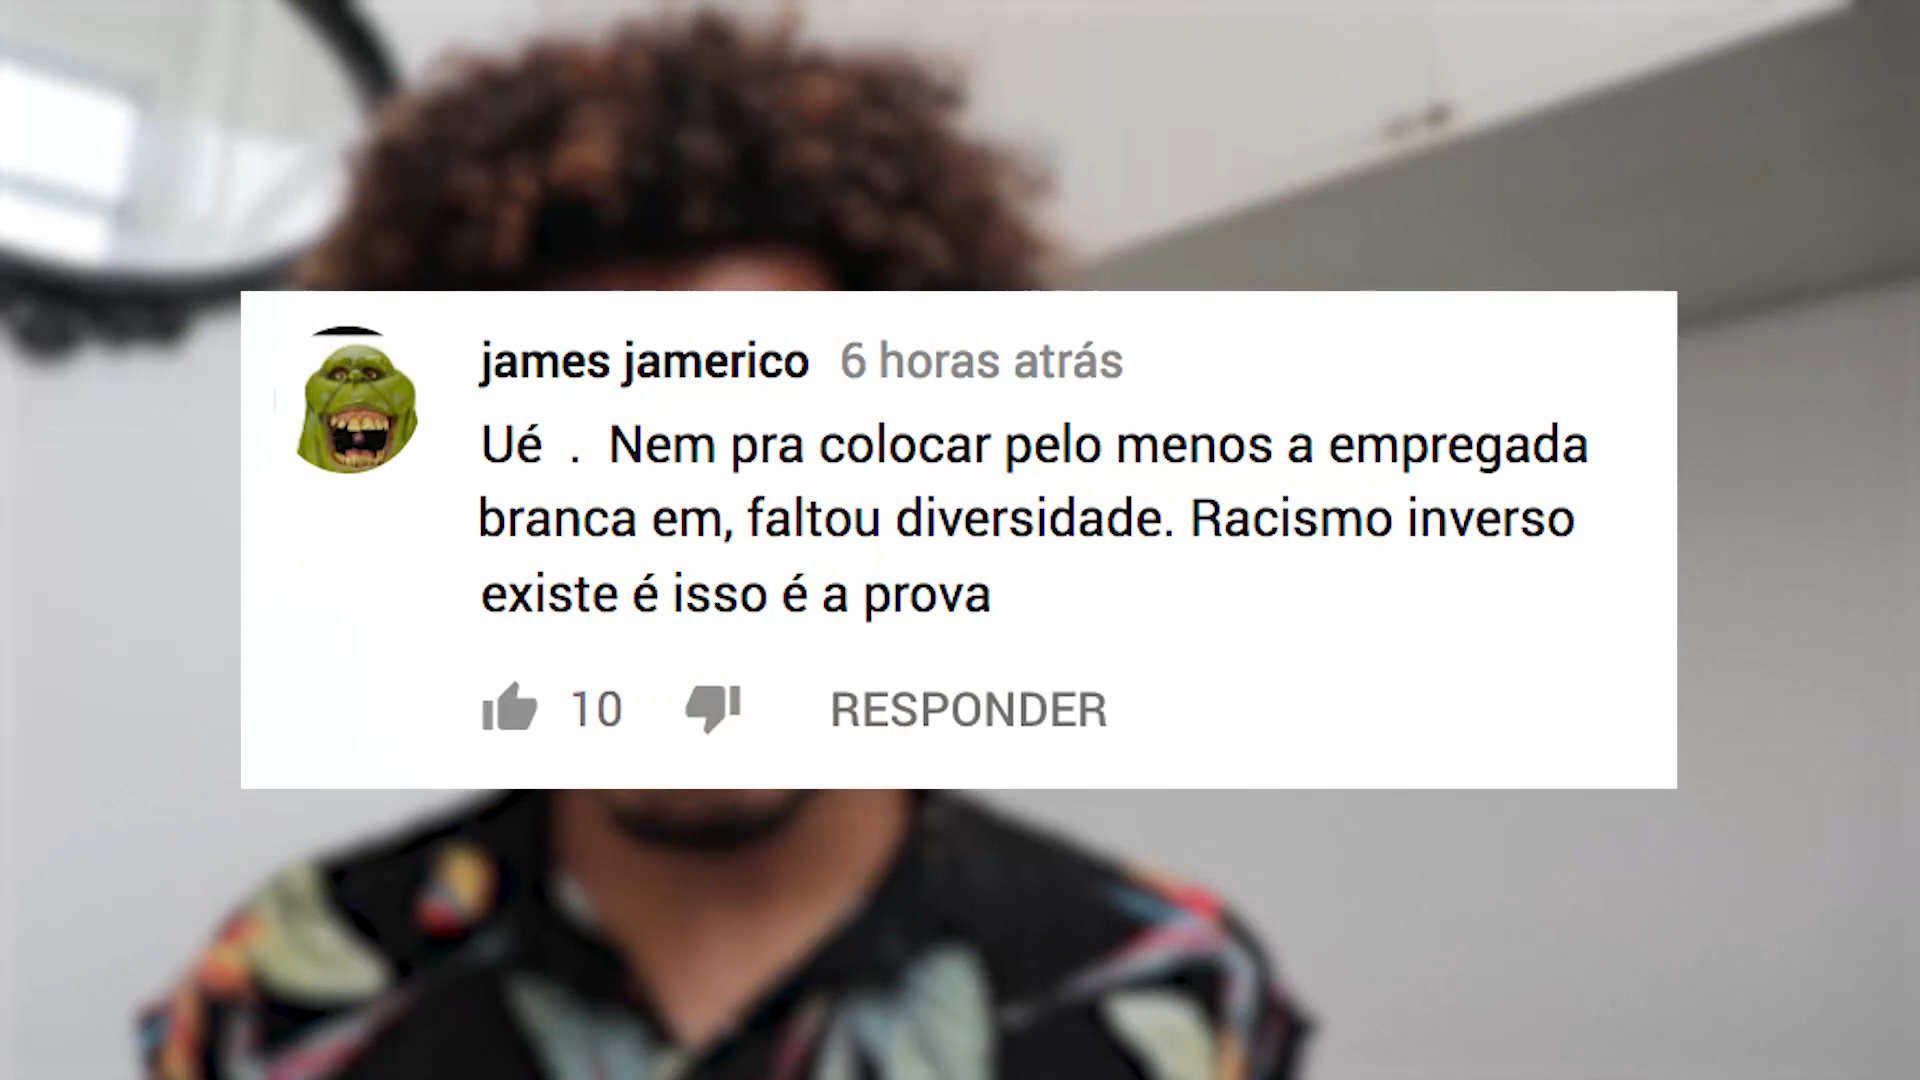 james jamerico 6 horas atrás
Ué . Nem pra colocar pelo menos a empregada
branca em, faltou diversidade. Racismo inverso
existe é isso é a prova
10 RESPONDER